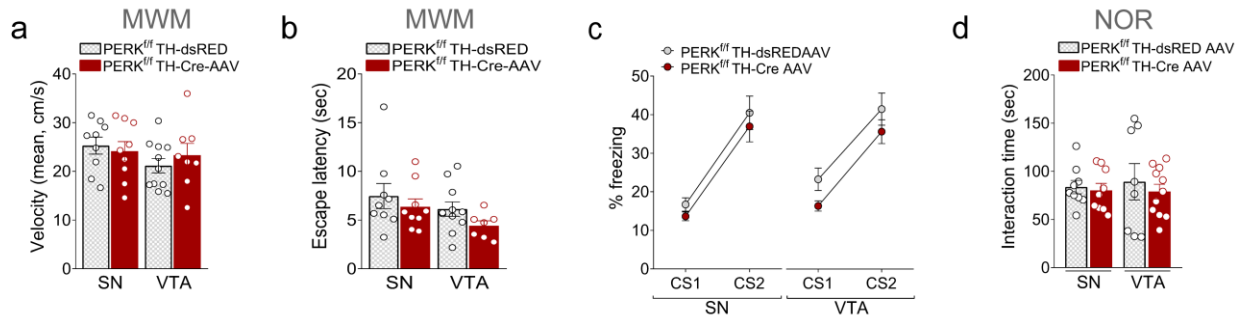 a
MWM
PERKf/f TH-dsRED
PERKf/f TH-Cre-AAV
Velocity (mean, cm/s)
50
40
30
20
10
0
SN VTA
b
MWM
PERKf/f TH-dsRED
PERKf/f TH-Cre-AAV
Escape latency (sec)
20
15
10
5
0
SN VTA
c
PERKf/f TH-dsREDAAV
PERKf/f TH-Cre AAV
% freezing
50
40
30
20
10
0
CS1 CS2 CS1 CS2
SN VTA
d
NOR
PERKf/f TH-dsRED AAV
PERKf/f TH-Cre AAV
Interaction time (sec)
200
150
100
50
0
SN VTA